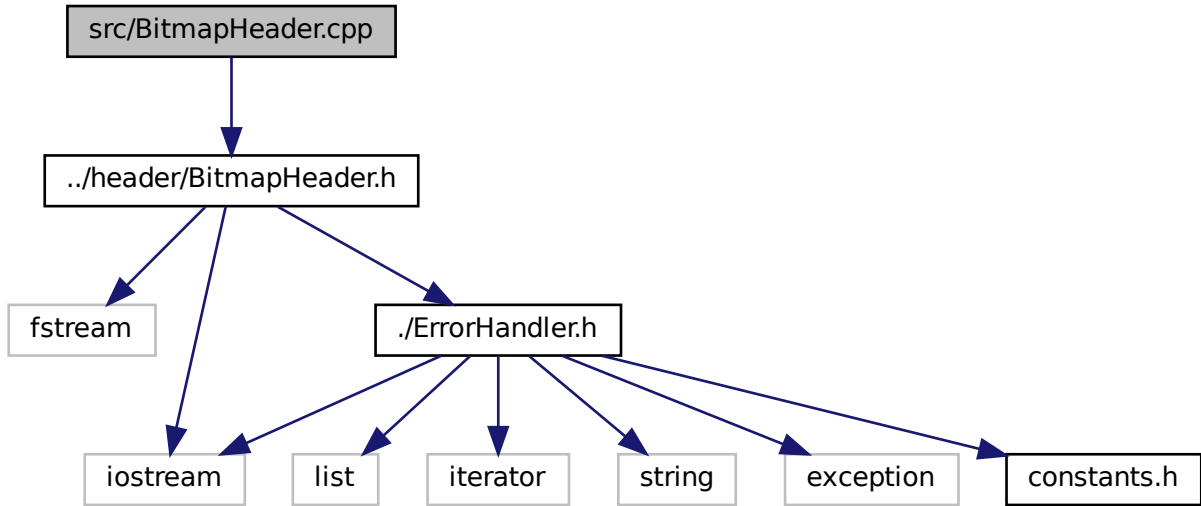 src/BitmapHeader.cpp
../header/BitmapHeader.h
fstream
./ErrorHandler.h
iostream
list
iterator
string
exception
constants.h